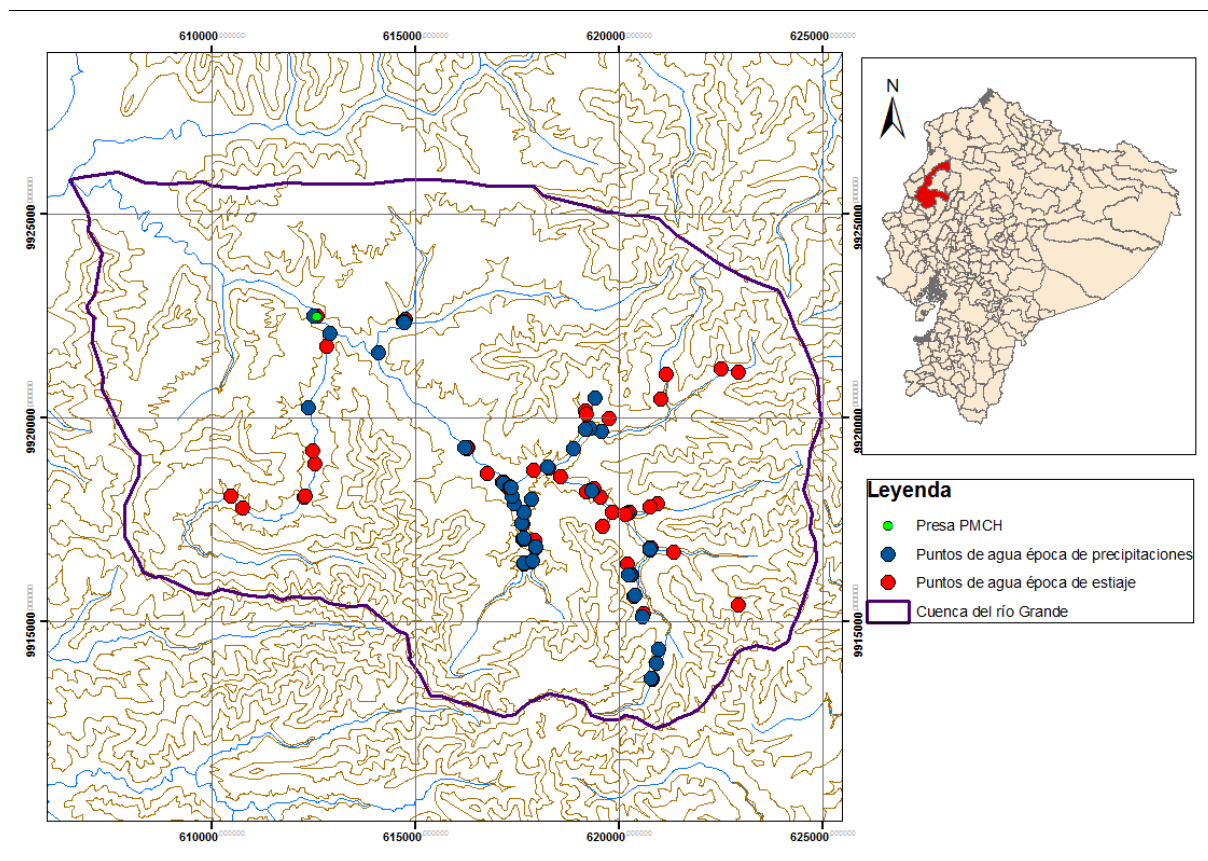 610000 615000 620000 625000
N
9925000 9925000
9920000 9920000
9915000 9915000
610000 615000 620000 625000
Leyenda
Presa PMCH
Puntos de agua época de precipitaciones
Puntos de agua época de estiaje
Cuenca del río Grande